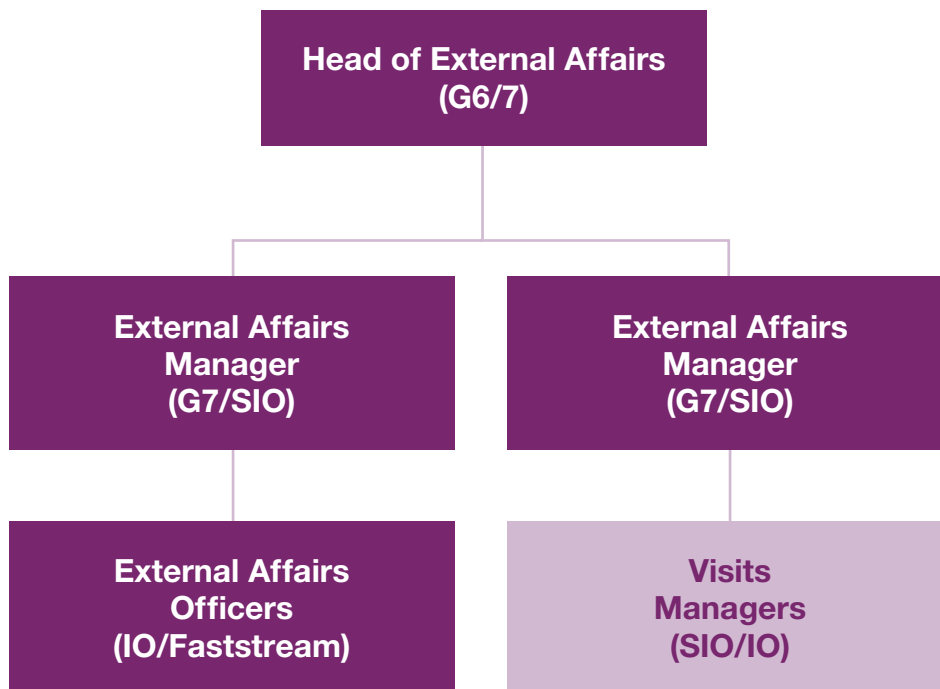 Head of External Affairs
(G6/7)
External Affairs
Manager
(G7/SIO)
External Affairs
Manager
(G7/SIO)
External Affairs
Officers
(IO/Faststream)
Visits
Managers
(SIO/IO)